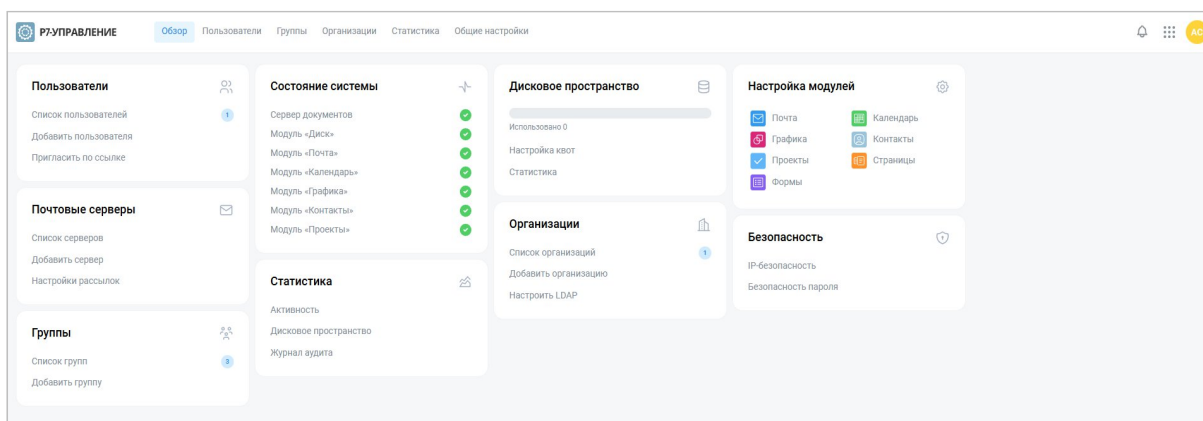 Р7-УПРАВЛЕНИЕ Обзор Пользователи Группы Организации Статистика Общие настройки АС
Пользователи
Список пользователей 1
Добавить пользователя
Пригласить по ссылке
Почтовые серверы
Список серверов
Добавить сервер
Настройки рассылок
Группы
Список групп 3
Добавить группу
Состояние системы
Сервер документов
Модуль «Диск»
Модуль «Почта»
Модуль «Календарь»
Модуль «Графика»
Модуль «Контакты»
Модуль «Проекты»
Статистика
Активность
Дисковое пространство
Журнал аудита
Дисковое пространство
Использовано 0
Настройка квот
Статистика
Организации
Список организаций 1
Добавить организацию
Настроить LDAP
Настройка модулей
Почта Календарь
Графика Контакты
Проекты Страницы
Формы
Безопасность
IP-безопасность
Безопасность пароля